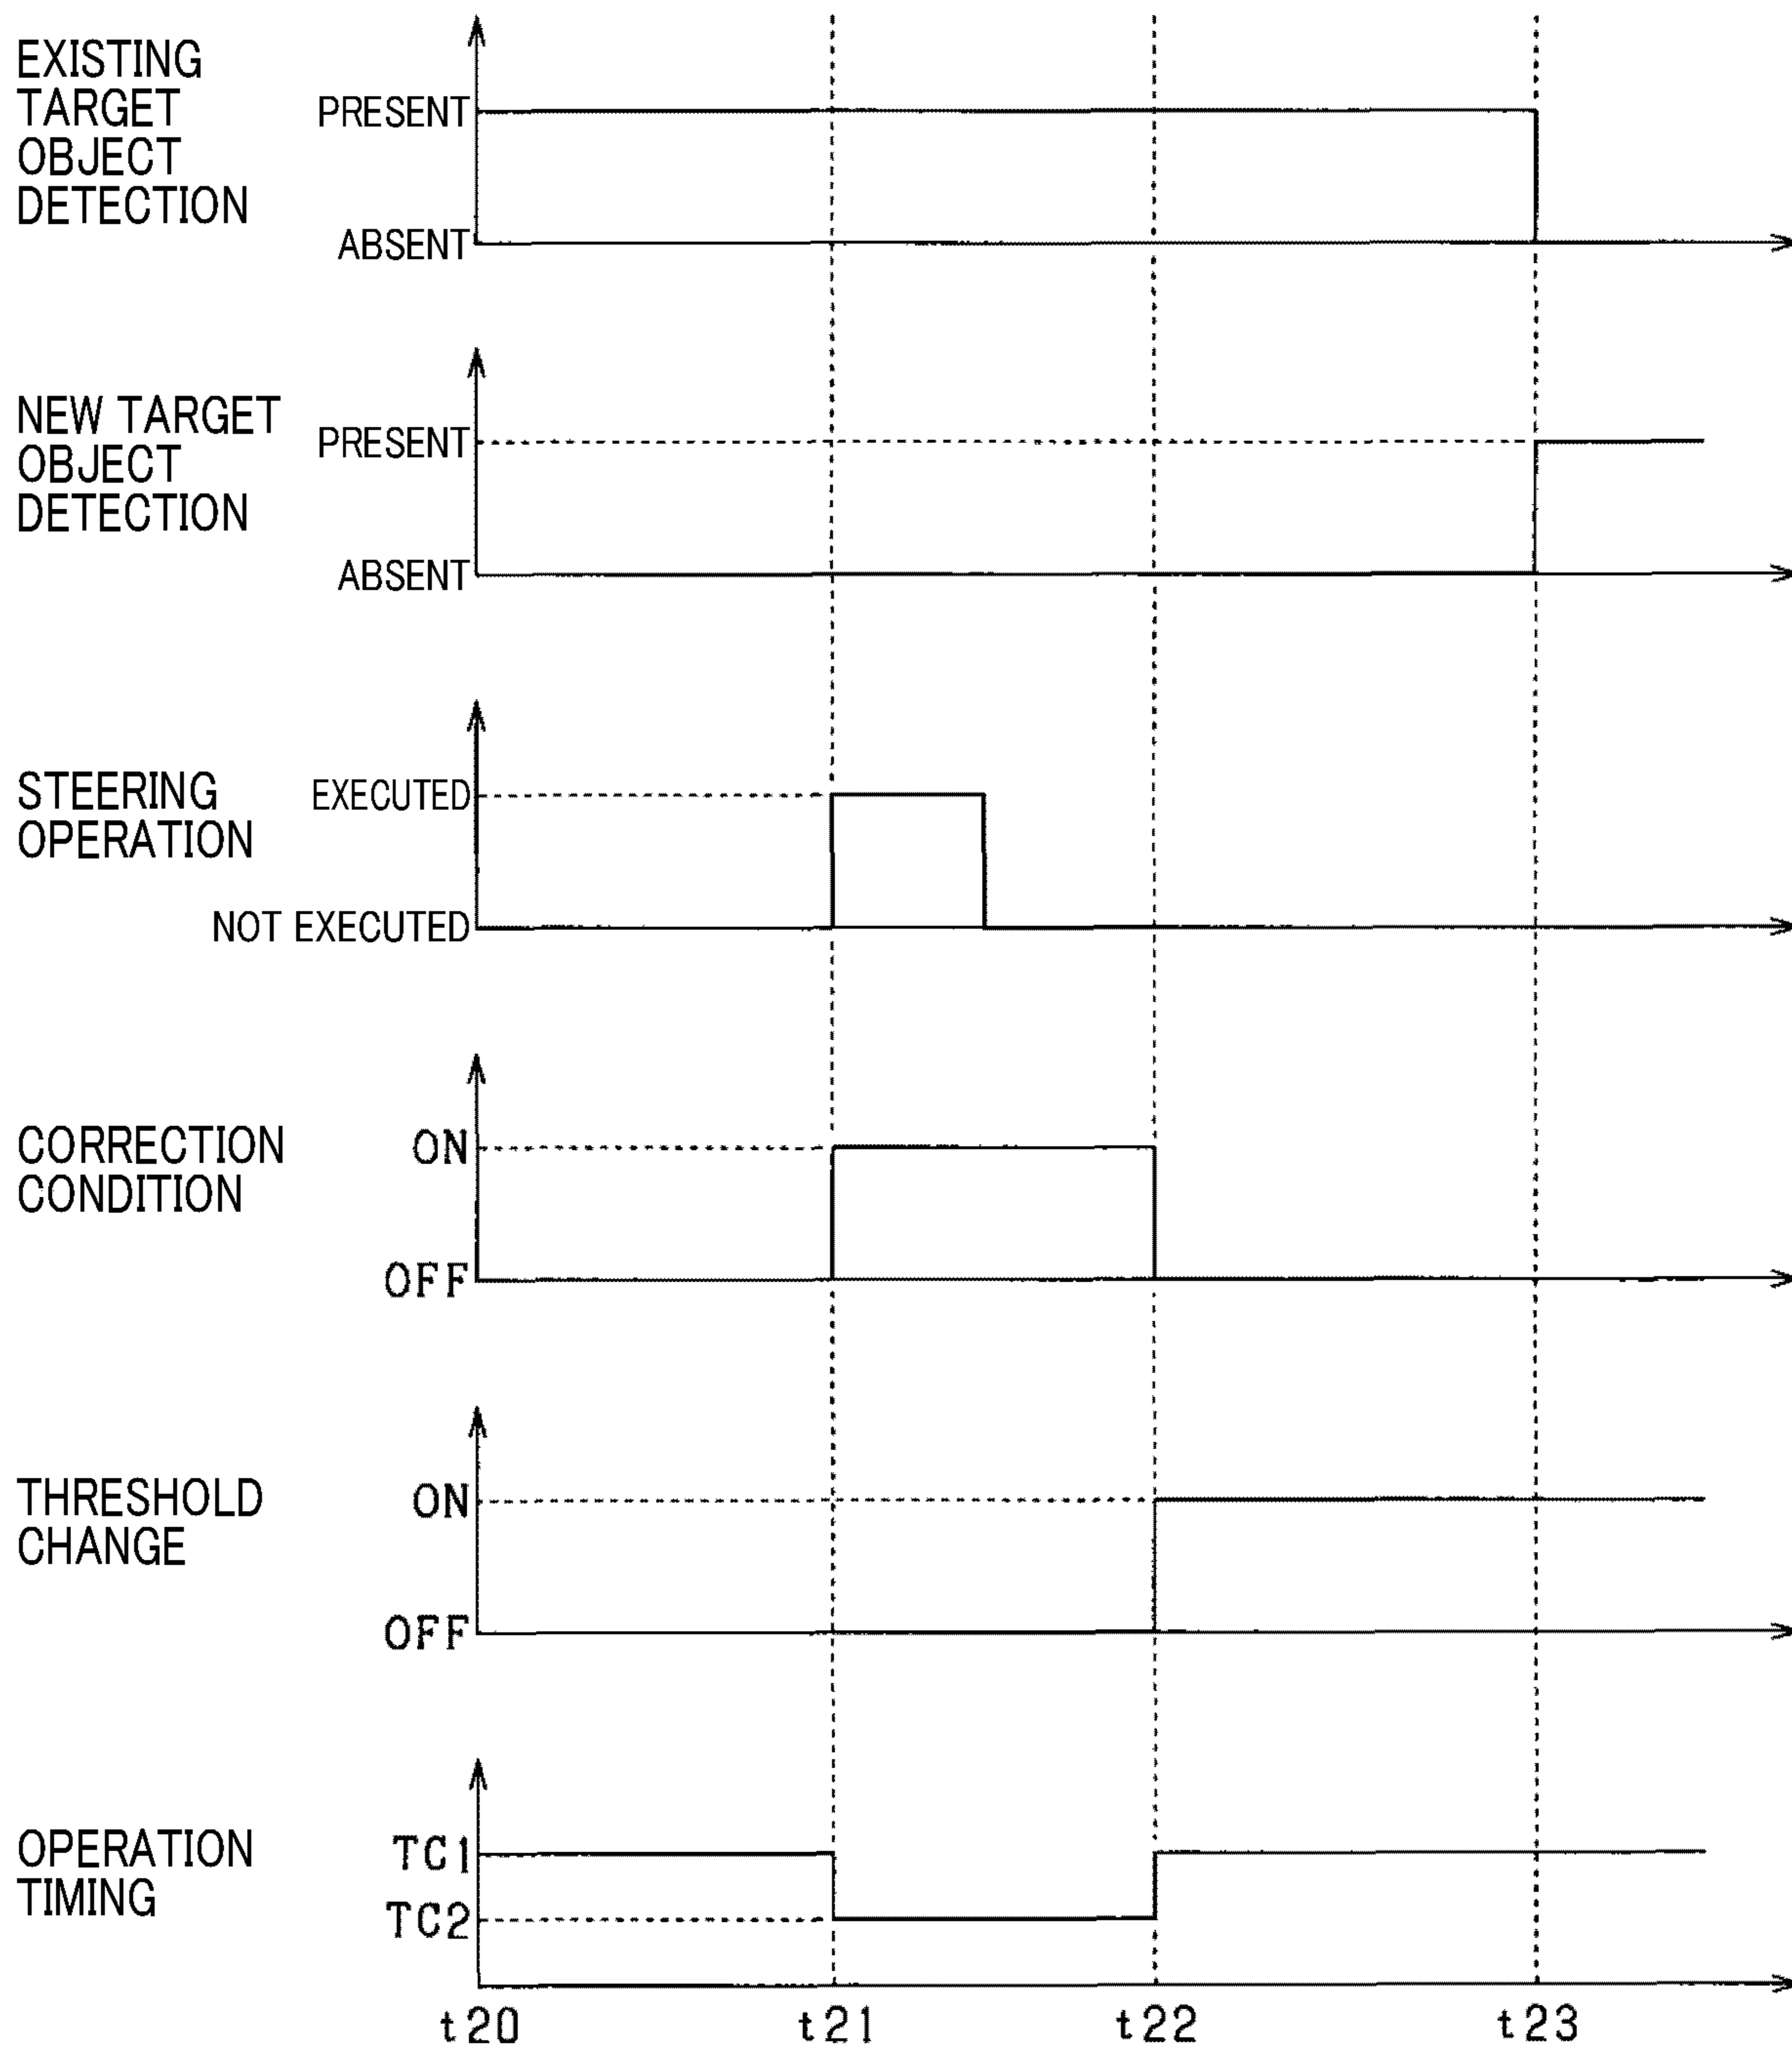 EXISTING
TARGET
OBJECT
DETECTION
PRESENT
ABSENT
NEW TARGET
OBJECT
DETECTION
PRESENT
ABSENT
STEERING
OPERATION
EXECUTED
NOT EXECUTED
CORRECTION
CONDITION
ON
OFF
THRESHOLD
CHANGE
ON
OFF
OPERATION
TIMING
TC1
TC2
t20 t21 t22 t23